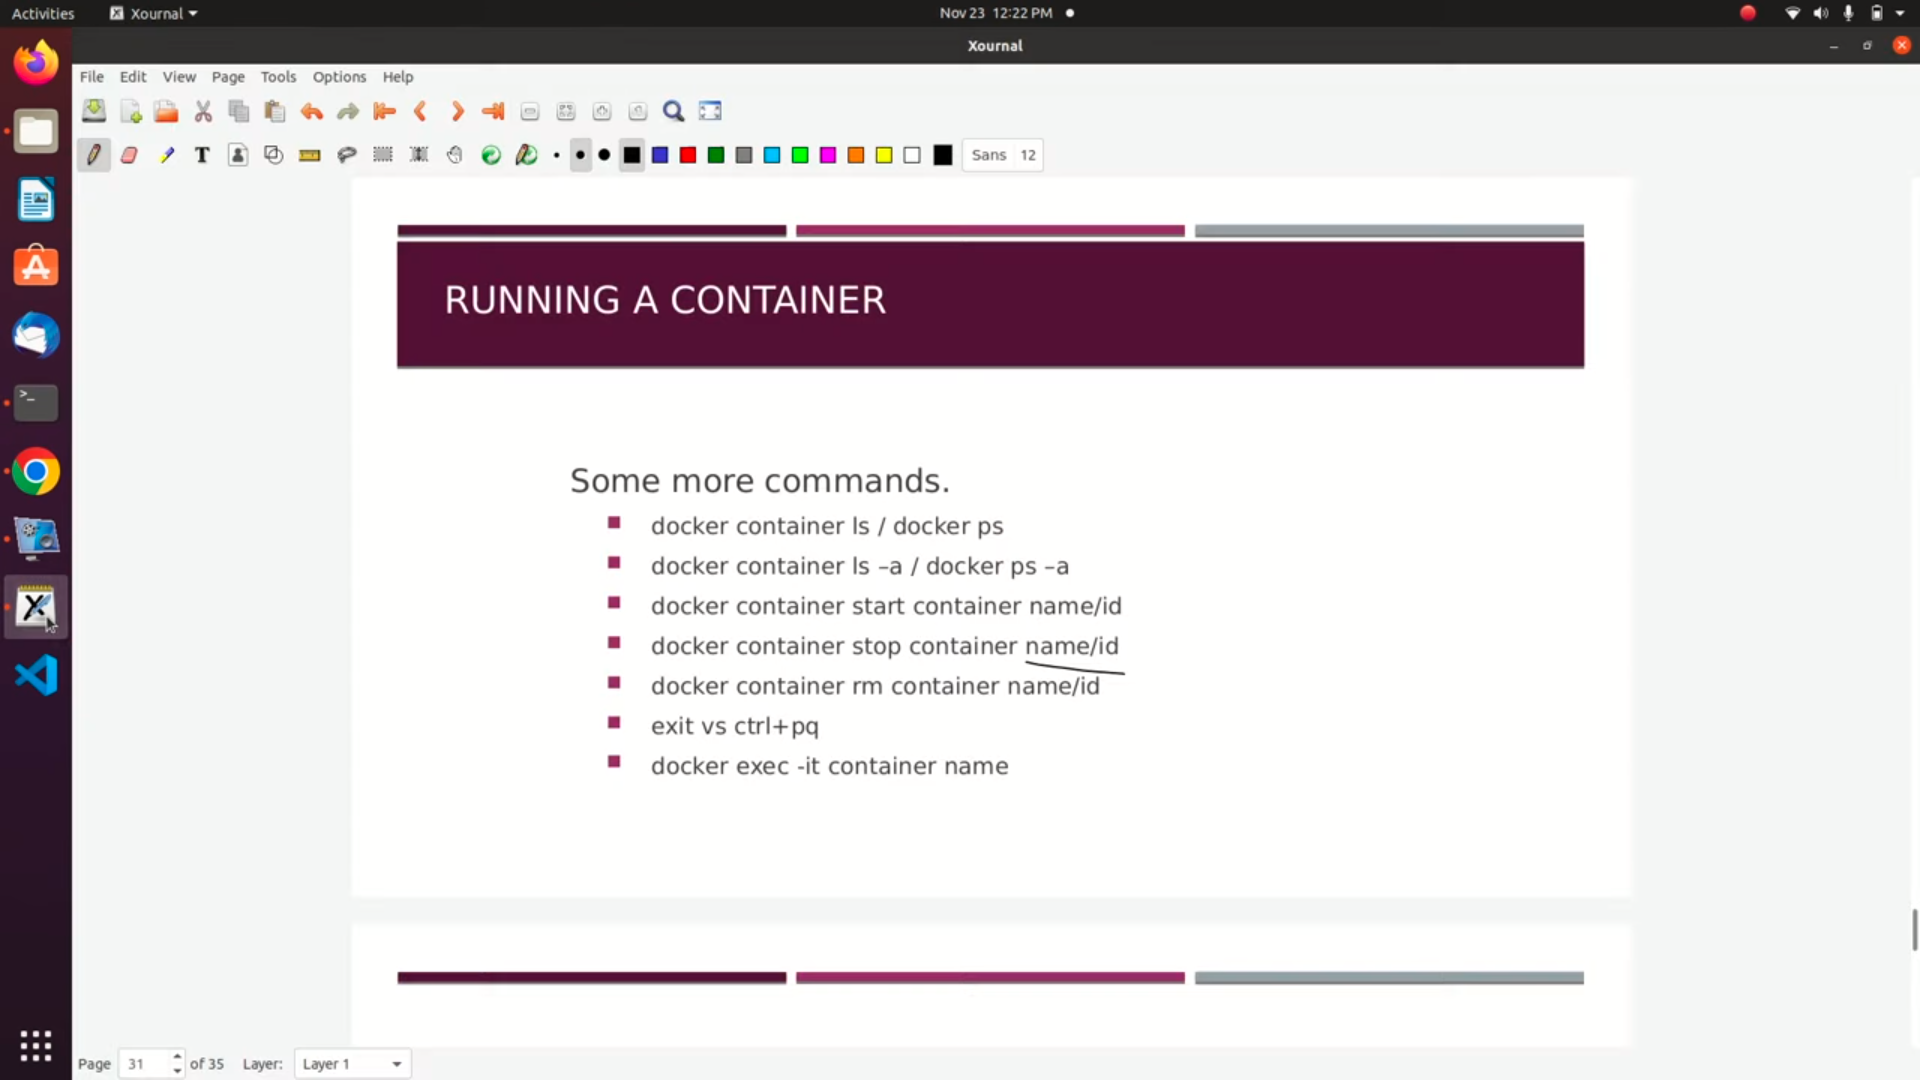 Activities Xournal Nov 23 12:22 PM
Xournal
File Edit View Page Tools Options Help
T Sans 12
RUNNING A CONTAINER
Some more commands.
docker container ls / docker ps
docker container ls –a / docker ps –a
docker container start container name/id
docker container stop container name/id
docker container rm container name/id
exit vs ctrl+pq
docker exec -it container name
Page 31 of 35 Layer: Layer 1